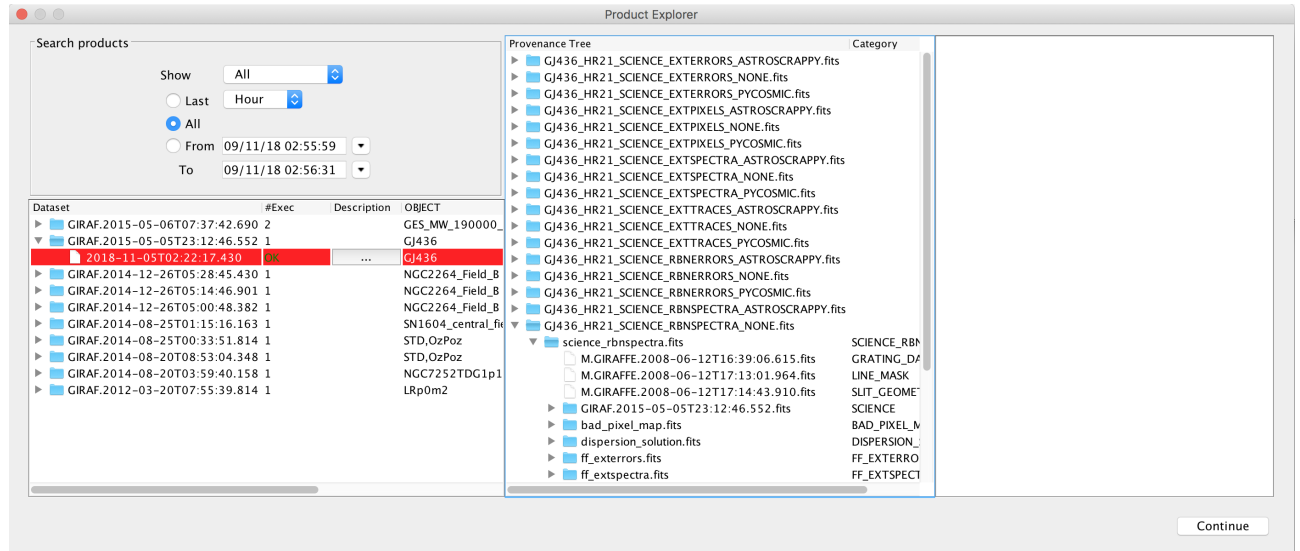 Product Explorer
Search products
Show All
Last Hour
All
From 09/11/18 02:55:59
To 09/11/18 02:56:31
Dataset #Exec Description OBJECT
GIRAF.2015-05-06T07:37:42.690 2 GES_MW_190000_
GIRAF.2015-05-05T23:12:46.552 1 GJ436
2018-11-05T02:22:17.430 OK ... GJ436
GIRAF.2014-12-26T05:28:45.430 1 NGC2264_Field_B
GIRAF.2014-12-26T05:14:46.901 1 NGC2264_Field_B
GIRAF.2014-12-26T05:00:48.382 1 NGC2264_Field_B
GIRAF.2014-08-25T01:15:16.163 1 SN1604_central_fie
GIRAF.2014-08-25T00:33:51.814 1 STD,OzPoz
GIRAF.2014-08-20T08:53:04.348 1 STD,OzPoz
GIRAF.2014-08-20T03:59:40.158 1 NGC7252TDG1p1
GIRAF.2012-03-20T07:55:39.814 1 LRp0m2
Provenance Tree Category
GJ436_HR21_SCIENCE_EXTERRORS_ASTROSCRAPPY.fits
GJ436_HR21_SCIENCE_EXTERRORS_NONE.fits
GJ436_HR21_SCIENCE_EXTERRORS_PYCOSMIC.fits
GJ436_HR21_SCIENCE_EXTPIXELS_ASTROSCRAPPY.fits
GJ436_HR21_SCIENCE_EXTPIXELS_NONE.fits
GJ436_HR21_SCIENCE_EXTPIXELS_PYCOSMIC.fits
GJ436_HR21_SCIENCE_EXTSPECTRA_ASTROSCRAPPY.fits
GJ436_HR21_SCIENCE_EXTSPECTRA_NONE.fits
GJ436_HR21_SCIENCE_EXTSPECTRA_PYCOSMIC.fits
GJ436_HR21_SCIENCE_EXTTRACES_ASTROSCRAPPY.fits
GJ436_HR21_SCIENCE_EXTTRACES_NONE.fits
GJ436_HR21_SCIENCE_EXTTRACES_PYCOSMIC.fits
GJ436_HR21_SCIENCE_RBNERRORS_ASTROSCRAPPY.fits
GJ436_HR21_SCIENCE_RBNERRORS_NONE.fits
GJ436_HR21_SCIENCE_RBNERRORS_PYCOSMIC.fits
GJ436_HR21_SCIENCE_RBNSPECTRA_ASTROSCRAPPY.fits
GJ436_HR21_SCIENCE_RBNSPECTRA_NONE.fits
science_rbnspectra.fits SCIENCE_RBN
M.GIRAFFE.2008-06-12T16:39:06.615.fits GRATING_DA
M.GIRAFFE.2008-06-12T17:13:01.964.fits LINE_MASK
M.GIRAFFE.2008-06-12T17:14:43.910.fits SLIT_GEOMET
GIRAF.2015-05-05T23:12:46.552.fits SCIENCE
bad_pixel_map.fits BAD_PIXEL_M
dispersion_solution.fits DISPERSION_
ff_exterrors.fits FF_EXTERRO
ff_extspectra.fits FF_EXTSPECT
Continue